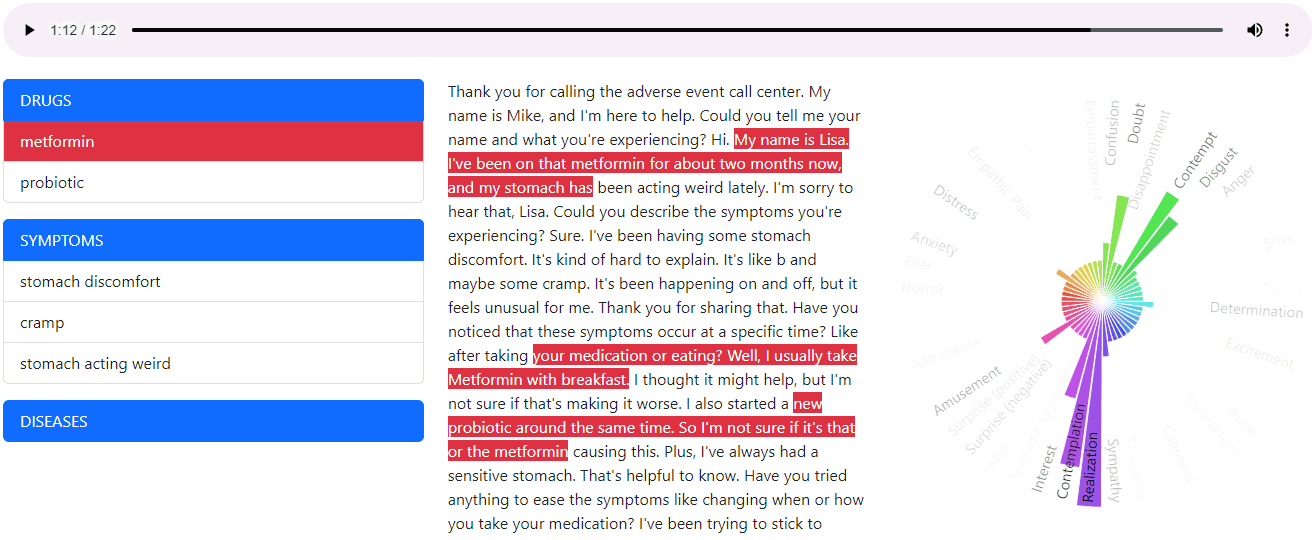 1:12 / 1:22
DRUGS
metformin
probiotic
SYMPTOMS
stomach discomfort
cramp
stomach acting weird
DISEASES
Thank you for calling the adverse event call center. My
name is Mike, and I'm here to help. Could you tell me your
name and what you're experiencing? Hi. My name is Lisa.
I've been on that metformin for about two months now,
and my stomach has been acting weird lately. I'm sorry to
hear that, Lisa. Could you describe the symptoms you're
experiencing? Sure. I've been having some stomach
discomfort. It's kind of hard to explain. It's like b and
maybe some cramp. It's been happening on and off, but it
feels unusual for me. Thank you for sharing that. Have you
noticed that these symptoms occur at a specific time? Like
after taking your medication or eating? Well, I usually take
Metformin with breakfast. I thought it might help, but I'm
not sure if that's making it worse. I also started a new
probiotic around the same time. So I'm not sure if it's that
or the metformin causing this. Plus, I've always had a
sensitive stomach. That's helpful to know. Have you tried
anything to ease the symptoms like changing when or how
you take your medication? I've been trying to stick to
Embarrassment
Confusion
Doubt
Disappointment
Contempt
Disgust
Anger
Envy
Determination
Excitement
Pride
Satisfaction
Calmness
Sympathy
Realization
Contemplation
Interest
Awe
Surprise (negative)
Surprise (positive)
Amusement
Admiration
Horror
Fear
Anxiety
Distress
Empathic Pain